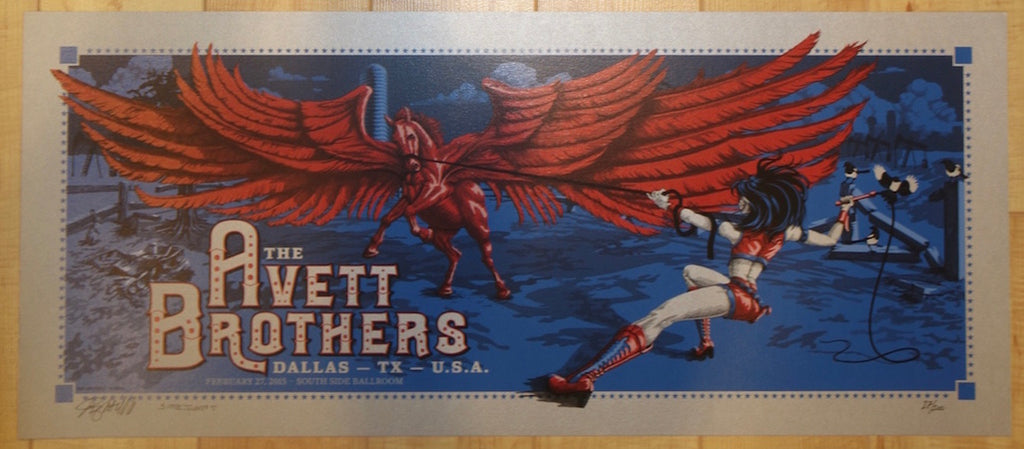 THE
AVETT
BROTHERS
DALLAS – TX – U.S.A.
FEBRUARY 27, 2015 · SOUTH SIDE BALLROOM